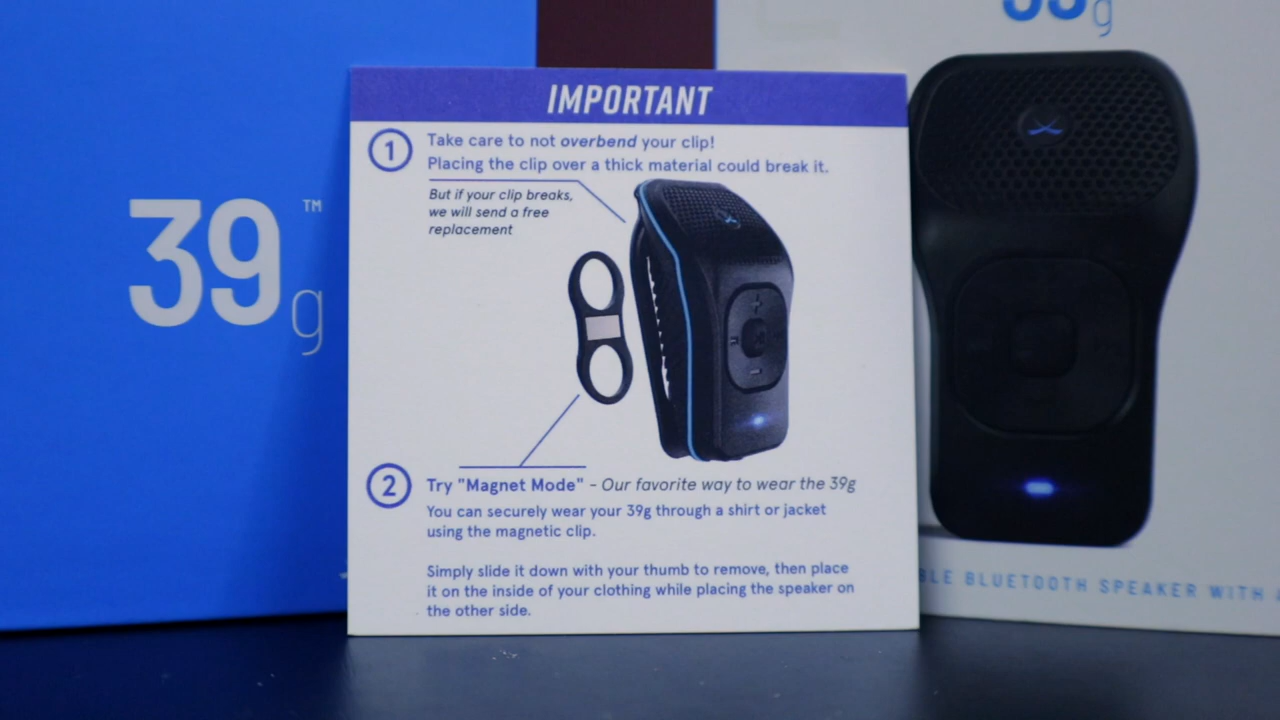 39g™
IMPORTANT
1
Take care to not overbend your clip!
Placing the clip over a thick material could break it.
But if your clip breaks,
we will send a free
replacement
2
Try "Magnet Mode" - Our favorite way to wear the 39g
You can securely wear your 39g through a shirt or jacket
using the magnetic clip.
Simply slide it down with your thumb to remove, then place
it on the inside of your clothing while placing the speaker on
the other side.
BLUETOOTH SPEAKER WITH